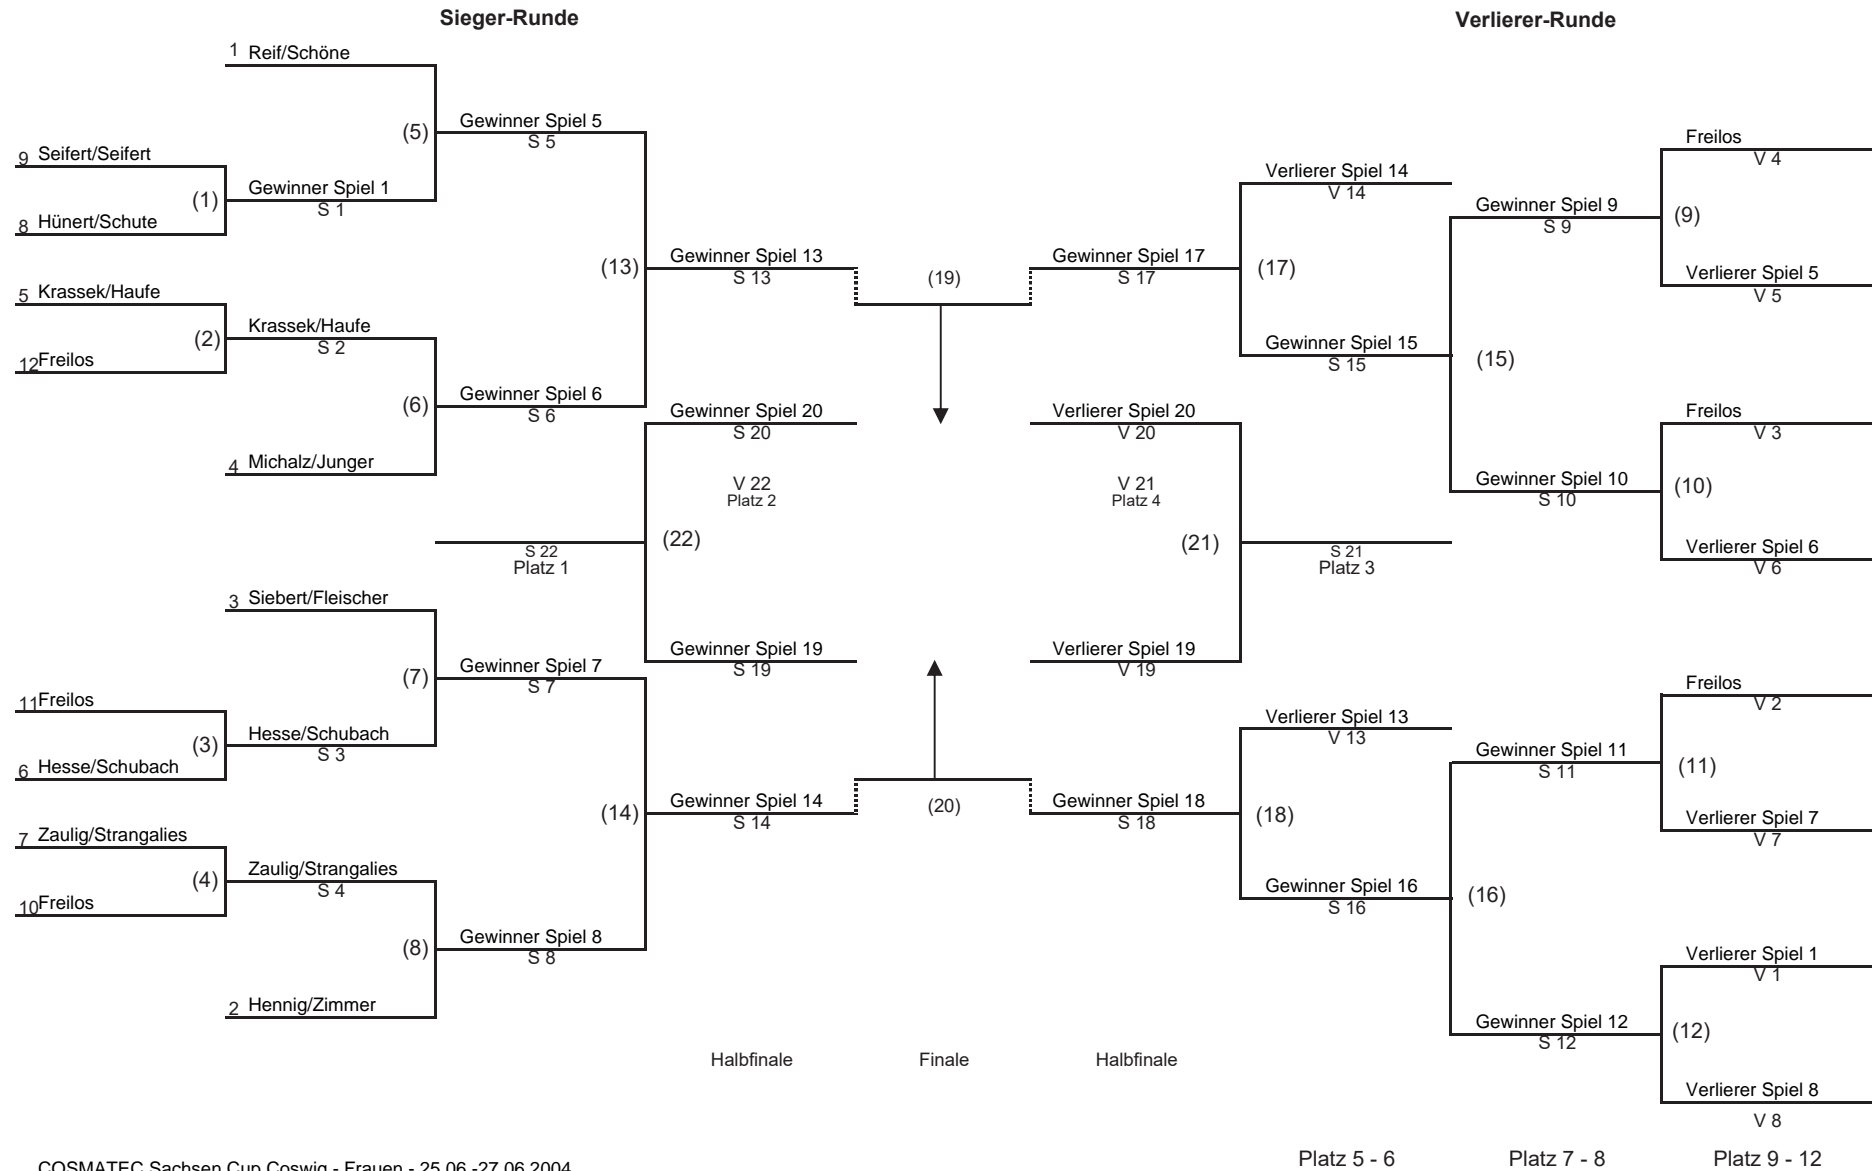 Sieger-Runde
Verlierer-Runde
1 Reif/Schöne
(5)
Gewinner Spiel 5
S 5
9 Seifert/Seifert
(1)
Gewinner Spiel 1
S 1
8 Hünert/Schute
(13)
Gewinner Spiel 13
S 13
5 Krassek/Haufe
(2)
Krassek/Haufe
S 2
12 Freilos
(6)
Gewinner Spiel 6
S 6
4 Michalz/Junger
Gewinner Spiel 20
S 20
V 22
Platz 2
(22)
S 22
Platz 1
3 Siebert/Fleischer
Gewinner Spiel 19
S 19
(7)
Gewinner Spiel 7
S 7
11 Freilos
(3)
Hesse/Schubach
S 3
6 Hesse/Schubach
(14)
Gewinner Spiel 14
S 14
7 Zaulig/Strangalies
(4)
Zaulig/Strangalies
S 4
10 Freilos
(8)
Gewinner Spiel 8
S 8
2 Hennig/Zimmer
(19)
(20)
Gewinner Spiel 17
S 17
(17)
Verlierer Spiel 14
V 14
Gewinner Spiel 15
S 15
(15)
Gewinner Spiel 9
S 9
(9)
Freilos
V 4
Verlierer Spiel 5
V 5
Freilos
V 3
(10)
Gewinner Spiel 10
S 10
Verlierer Spiel 6
V 6
Verlierer Spiel 20
V 20
V 21
Platz 4
(21)
S 21
Platz 3
Verlierer Spiel 19
V 19
Verlierer Spiel 13
V 13
Gewinner Spiel 18
S 18
(18)
Gewinner Spiel 16
S 16
(16)
Gewinner Spiel 11
S 11
(11)
Freilos
V 2
Verlierer Spiel 7
V 7
Verlierer Spiel 1
V 1
(12)
Gewinner Spiel 12
S 12
Verlierer Spiel 8
V 8
Halbfinale
Finale
Halbfinale
Platz 5 - 6
Platz 7 - 8
Platz 9 - 12
COSMATEC Sachsen Cup Coswig - Frauen - 25.06.-27.06.2004